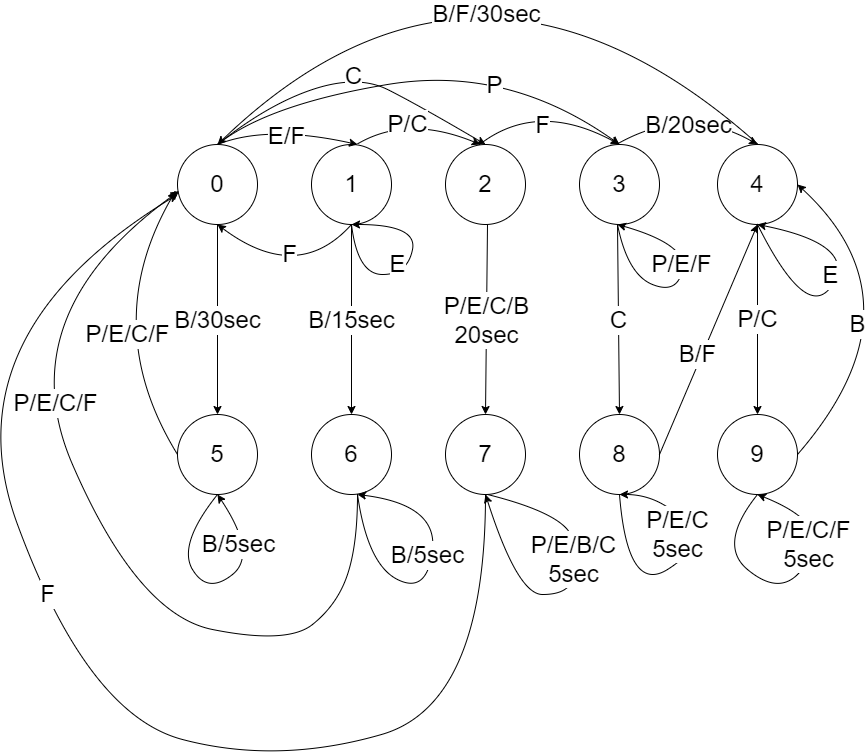 B/F/30sec
C
P
E/F
P/C
F
B/20sec
0
1
2
3
4
F
E
P/E/F
E
B/30sec
B/15sec
P/E/C/B
20sec
C
P/C
B
P/E/C/F
B/F
P/E/C/F
5
6
7
8
9
B/5sec
B/5sec
P/E/B/C
5sec
P/E/C
5sec
P/E/C/F
5sec
F